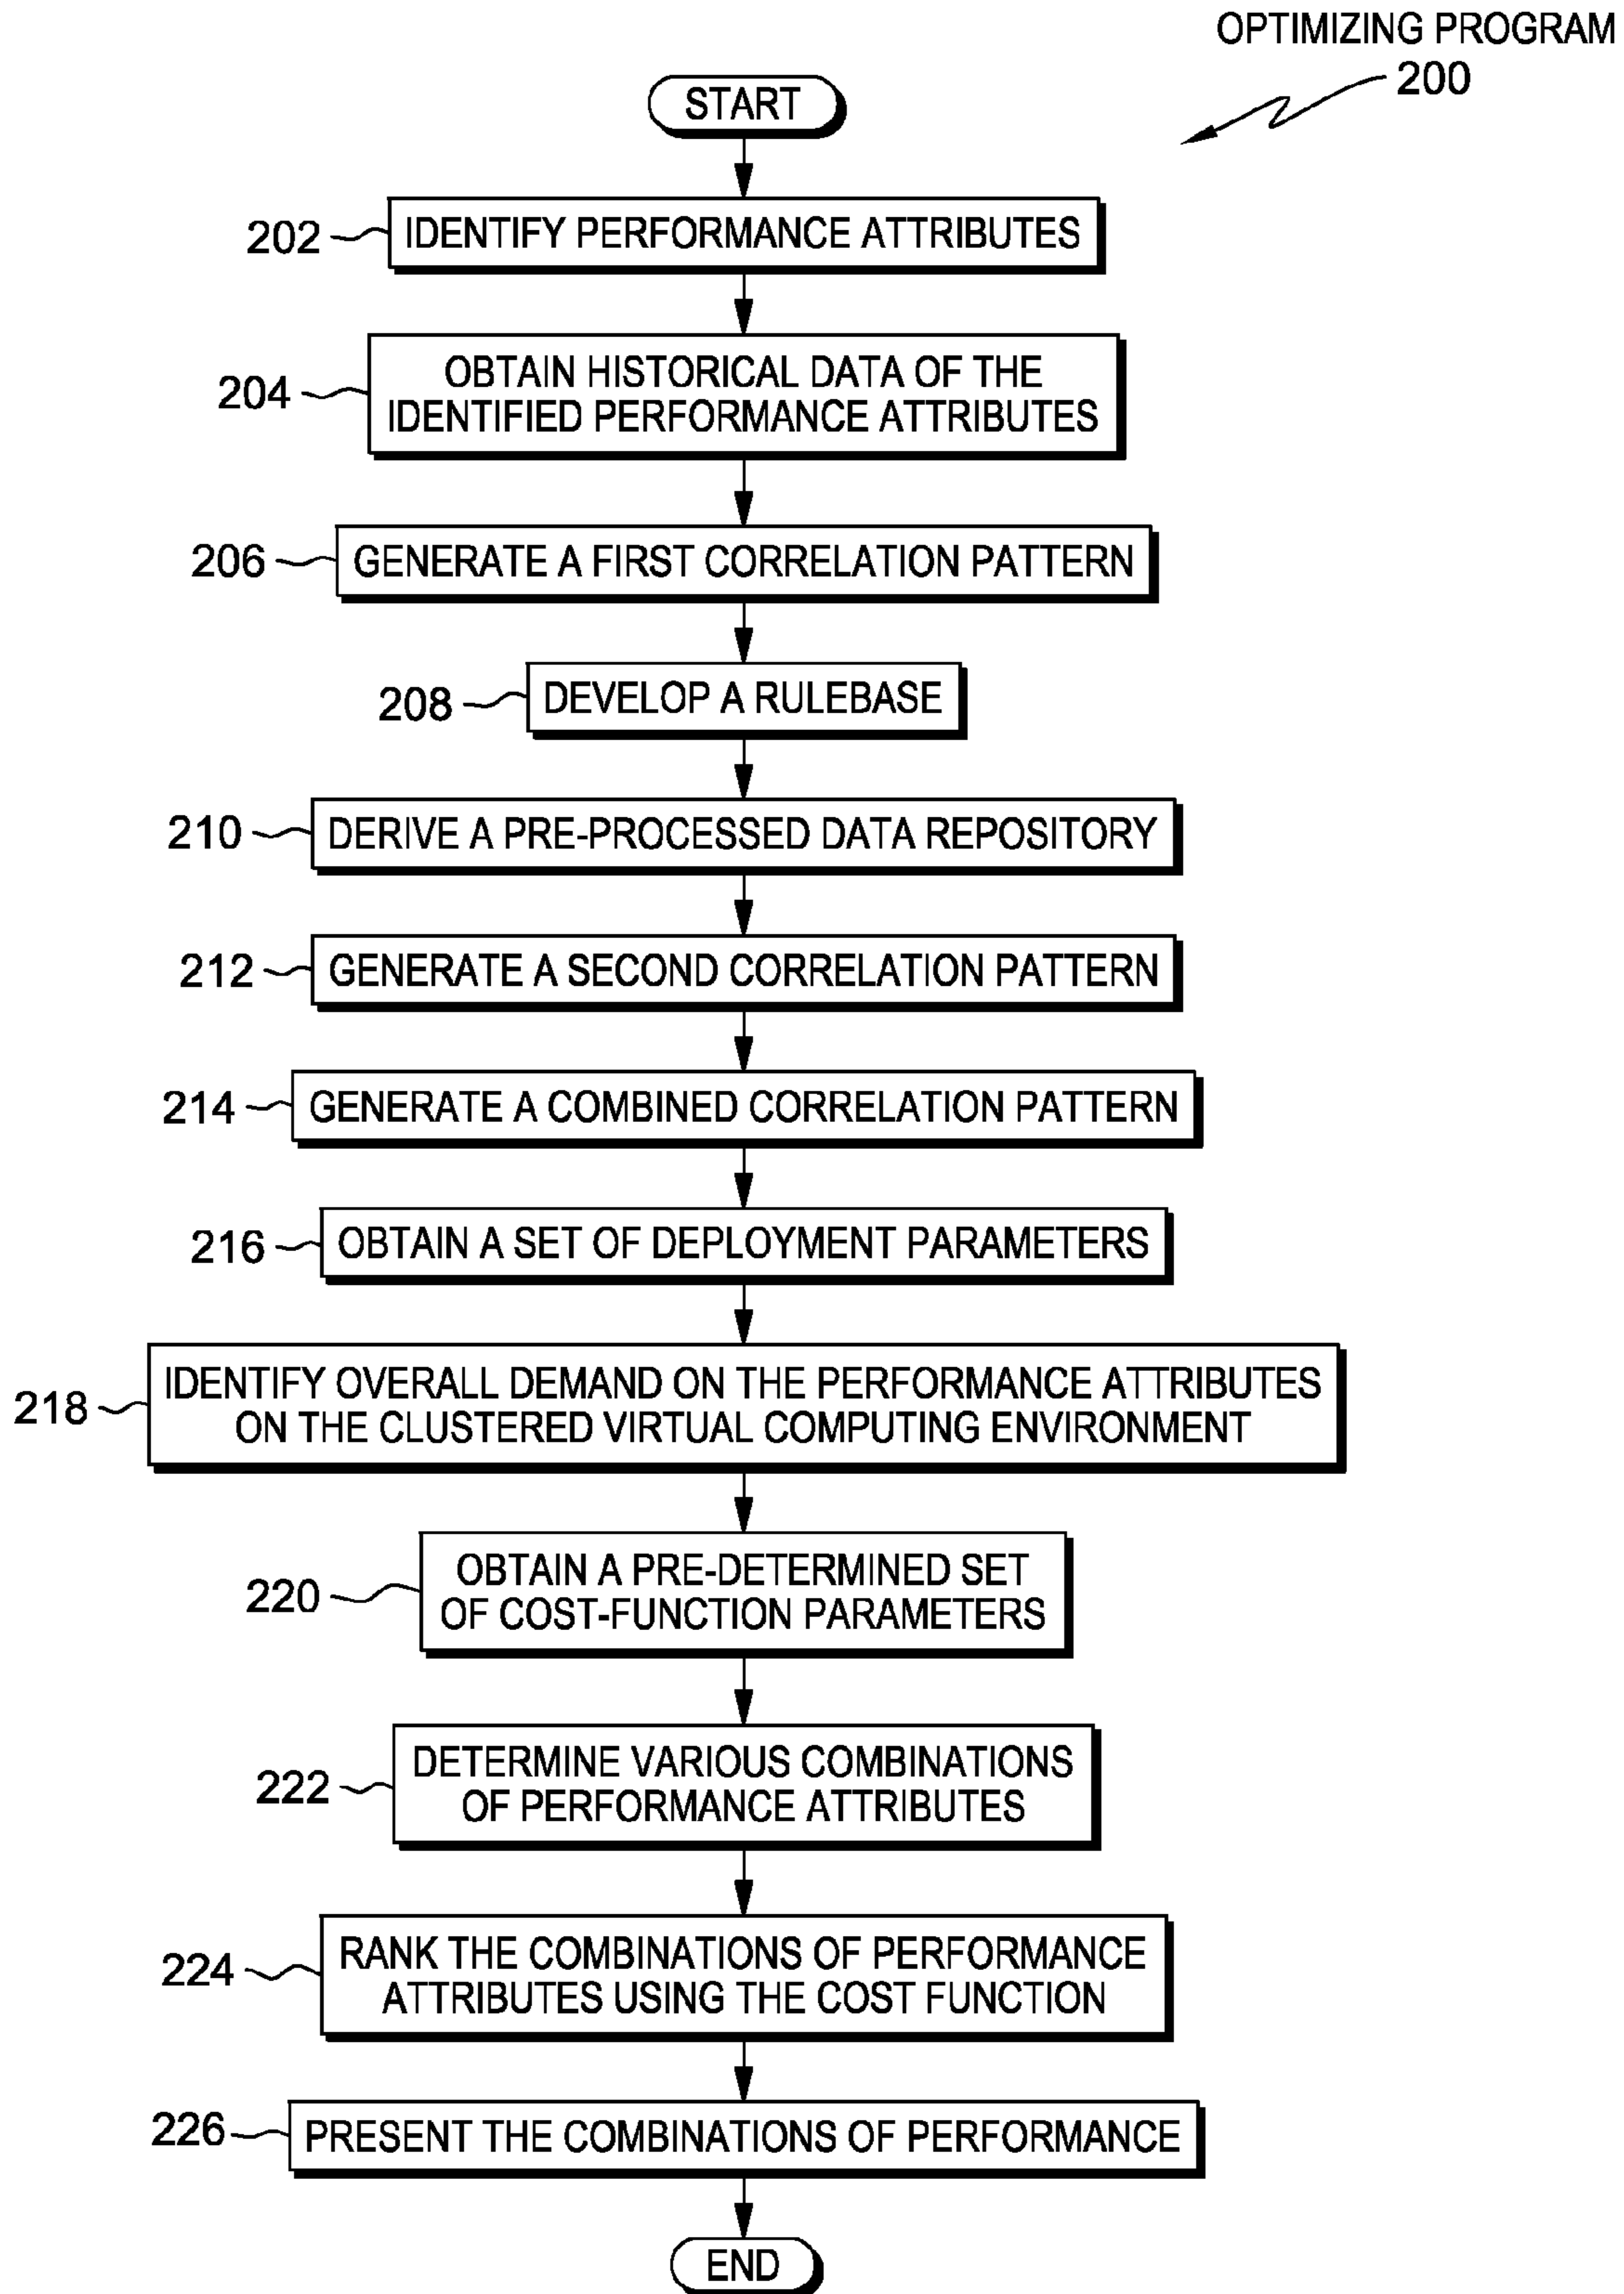 OPTIMIZING PROGRAM
200
START
202
IDENTIFY PERFORMANCE ATTRIBUTES
204
OBTAIN HISTORICAL DATA OF THE
IDENTIFIED PERFORMANCE ATTRIBUTES
206
GENERATE A FIRST CORRELATION PATTERN
208
DEVELOP A RULEBASE
210
DERIVE A PRE-PROCESSED DATA REPOSITORY
212
GENERATE A SECOND CORRELATION PATTERN
214
GENERATE A COMBINED CORRELATION PATTERN
216
OBTAIN A SET OF DEPLOYMENT PARAMETERS
218
IDENTIFY OVERALL DEMAND ON THE PERFORMANCE ATTRIBUTES
ON THE CLUSTERED VIRTUAL COMPUTING ENVIRONMENT
220
OBTAIN A PRE-DETERMINED SET
OF COST-FUNCTION PARAMETERS
222
DETERMINE VARIOUS COMBINATIONS
OF PERFORMANCE ATTRIBUTES
224
RANK THE COMBINATIONS OF PERFORMANCE
ATTRIBUTES USING THE COST FUNCTION
226
PRESENT THE COMBINATIONS OF PERFORMANCE
END